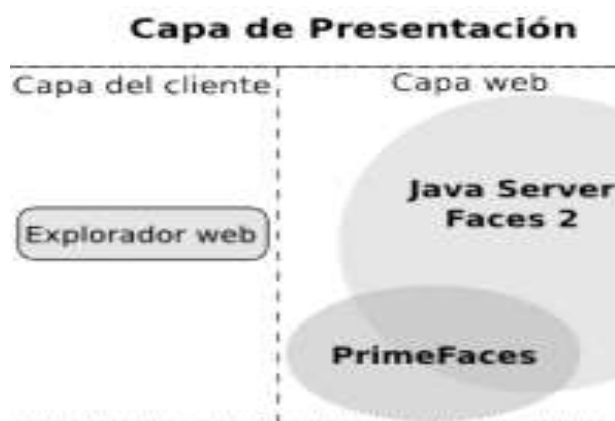 Capa de Presentación
Capa del cliente
Capa web
Java Server
Faces 2
Explorador web
PrimeFaces